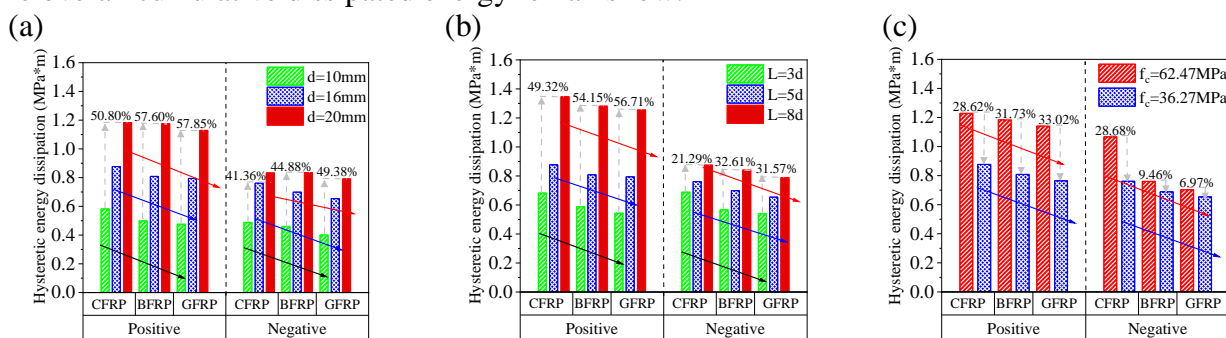 (a)
Hysteretic energy dissipation (MPa*m)
1.6
1.4
1.2
1.0
0.8
0.6
0.4
0.2
0.0
d=10mm
d=16mm
d=20mm
50.80% 57.60% 57.85%
41.36% 44.88% 49.38%
CFRP BFRP GFRP CFRP BFRP GFRP
Positive Negative
(b)
Hysteretic energy dissipation (MPa*m)
1.6
1.4
1.2
1.0
0.8
0.6
0.4
0.2
0.0
L=3d
L=5d
L=8d
49.32% 54.15% 56.71%
21.29% 32.61% 31.57%
CFRP BFRP GFRP CFRP BFRP GFRP
Positive Negative
(c)
Hysteretic energy dissipation (MPa*m)
1.6
1.4
1.2
1.0
0.8
0.6
0.4
0.2
0.0
f_c=62.47MPa
f_c=36.27MPa
28.62% 31.73% 33.02%
28.68% 9.46% 6.97%
CFRP BFRP GFRP CFRP BFRP GFRP
Positive Negative